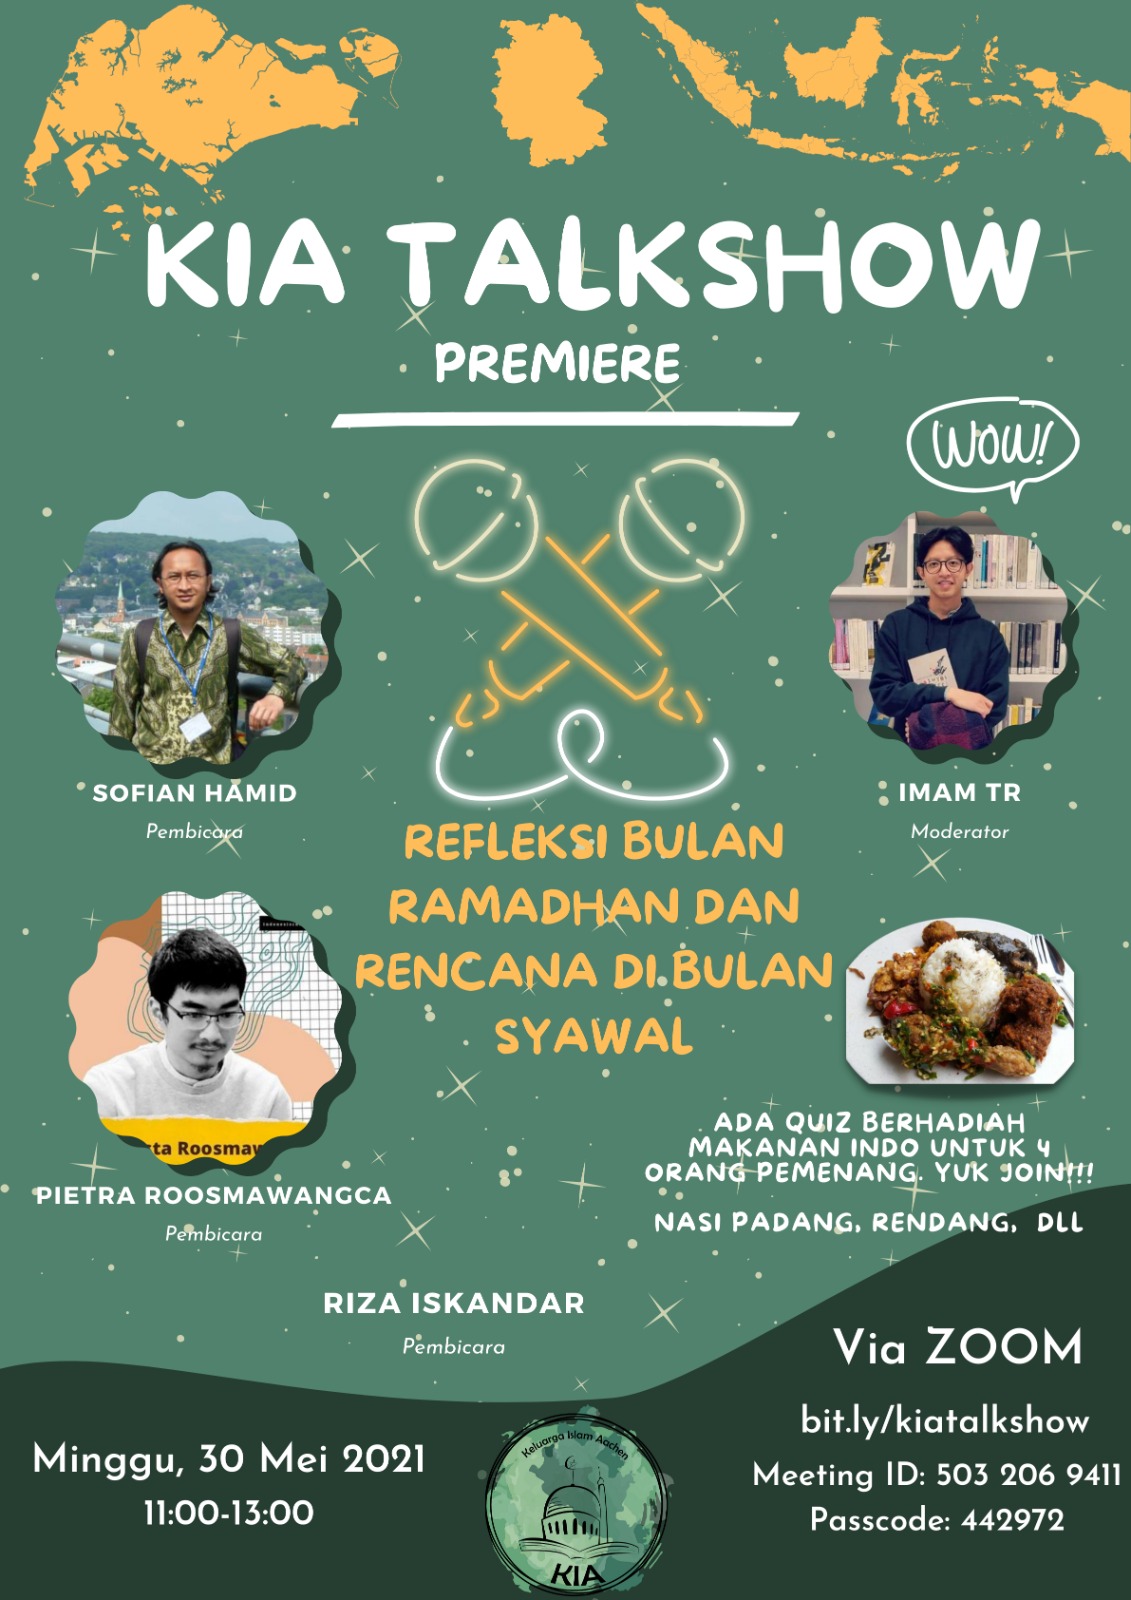 KIA TALKSHOW
PREMIERE
WOW!
SOFIAN HAMID
Pembicara
IMAM TR
Moderator
REFLEKSI BULAN
RAMADHAN DAN
RENCANA DI BULAN
SYAWAL
ta Roosmaw
PIETRA ROOSMAWANGCA
Pembicara
ADA QUIZ BERHADIAH
MAKANAN INDO UNTUK 4
ORANG PEMENANG. YUK JOIN!!!
NASI PADANG, RENDANG, DLL
RIZA ISKANDAR
Pembicara
Via ZOOM
bit.ly/kiatalkshow
Meeting ID: 503 206 9411
Passcode: 442972
Minggu, 30 Mei 2021
11:00-13:00
Keluarga Islam Aachen
KIA